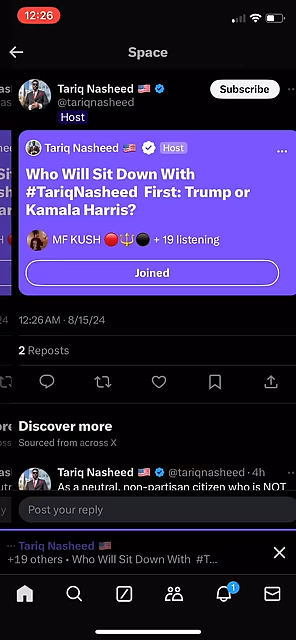 12:26
Space
Tariq Nasheed 🇺🇸
@tariqnasheed
Host
Subscribe
Tariq Nasheed 🇺🇸 Host
Who Will Sit Down With
#TariqNasheed First: Trump or
Kamala Harris?
MF KUSH 🔴🔱⚫ + 19 listening
Joined
12:26 AM · 8/15/24
2 Reposts
Discover more
Sourced from across X
Tariq Nasheed 🇺🇸 @tariqnasheed · 4h
As a neutral, non-partisan citizen who is NOT
Post your reply
Tariq Nasheed 🇺🇸
+19 others • Who Will Sit Down With #T...
1